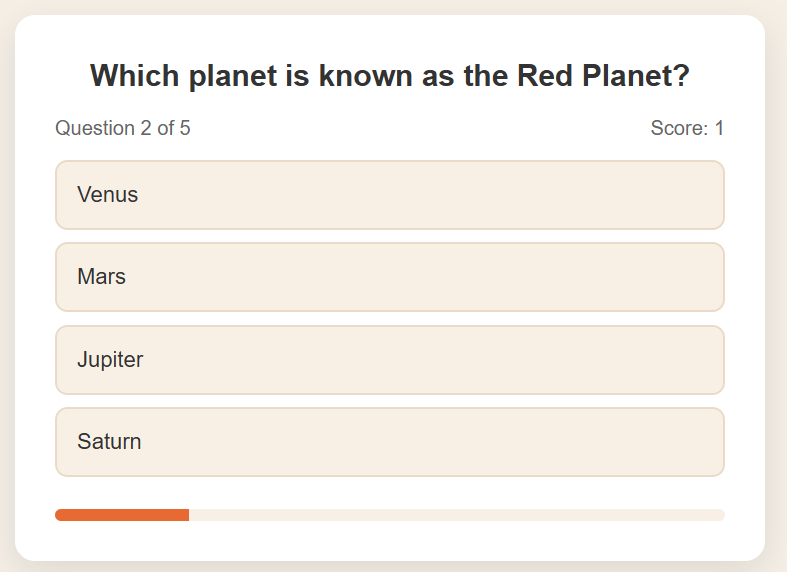 Which planet is known as the Red Planet?
Question 2 of 5
Score: 1
Venus
Mars
Jupiter
Saturn